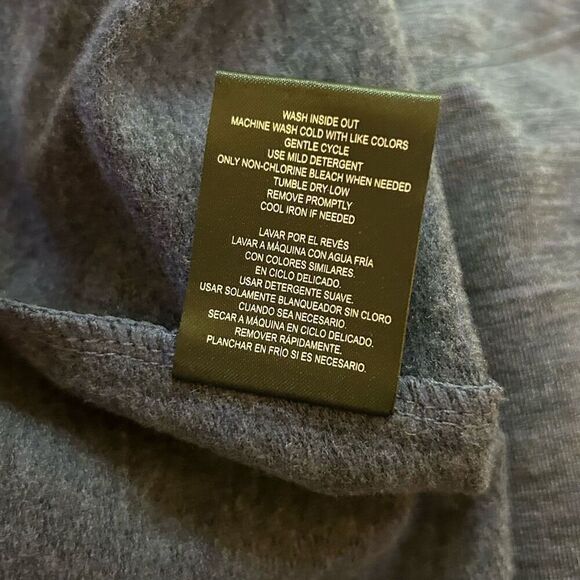 WASH INSIDE OUT
MACHINE WASH COLD WITH LIKE COLORS
GENTLE CYCLE
USE MILD DETERGENT
ONLY NON-CHLORINE BLEACH WHEN NEEDED
TUMBLE DRY LOW
REMOVE PROMPTLY
COOL IRON IF NEEDED
LAVAR POR EL REVÉS
LAVAR A MÁQUINA CON AGUA FRÍA
CON COLORES SIMILARES.
EN CICLO DELICADO.
USAR DETERGENTE SUAVE.
USAR SOLAMENTE BLANQUEADOR SIN CLORO
CUANDO SEA NECESARIO.
SECAR A MÁQUINA EN CICLO DELICADO.
REMOVER RÁPIDAMENTE.
PLANCHAR EN FRÍO SI ES NECESARIO.